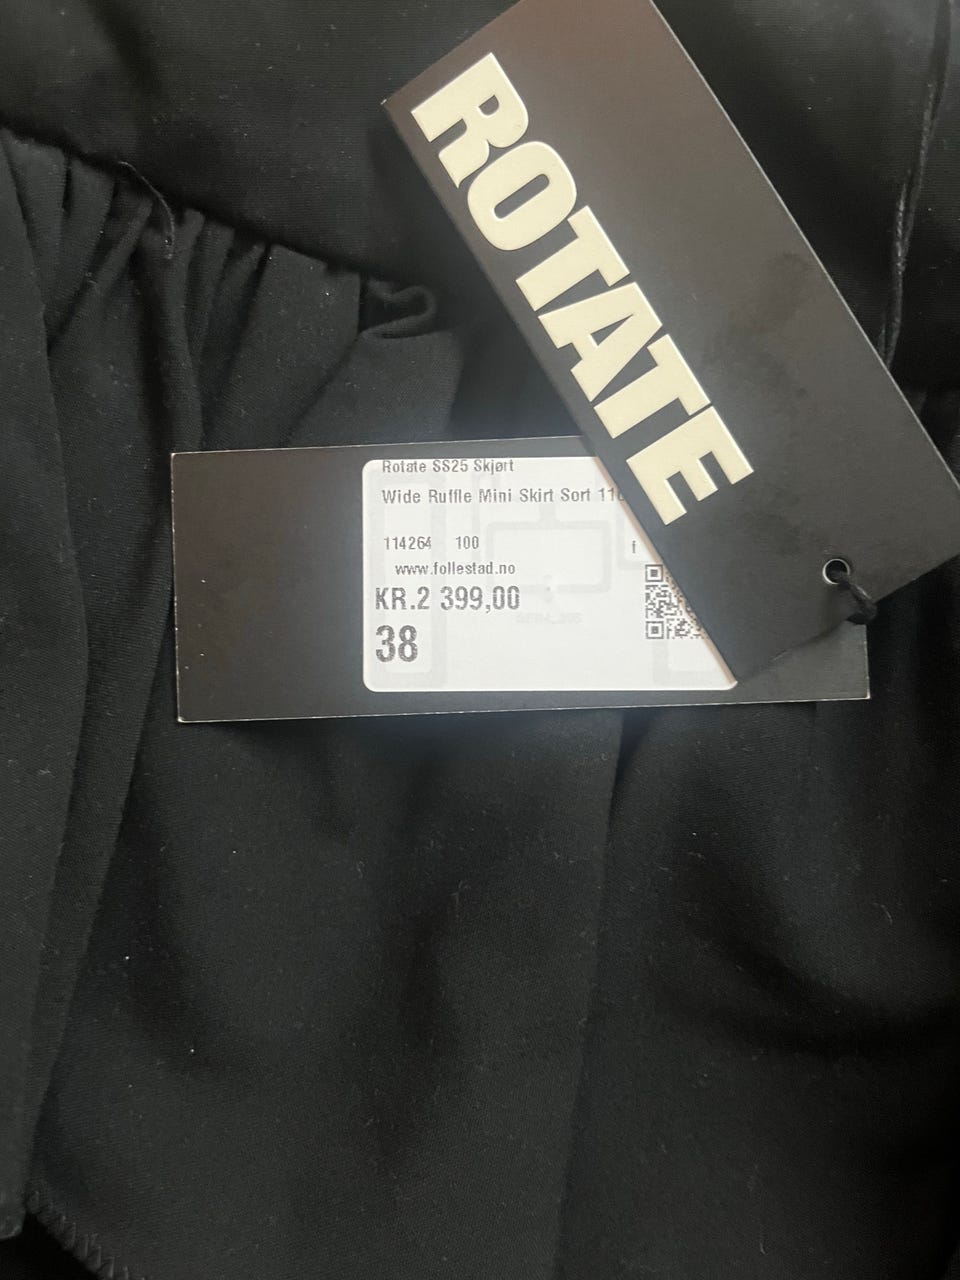 ROTATE
Rotate SS25 Skjørt
Wide Ruffle Mini Skirt Sort
114264 100
f
www.follestad.no
KR.2 399,00
38